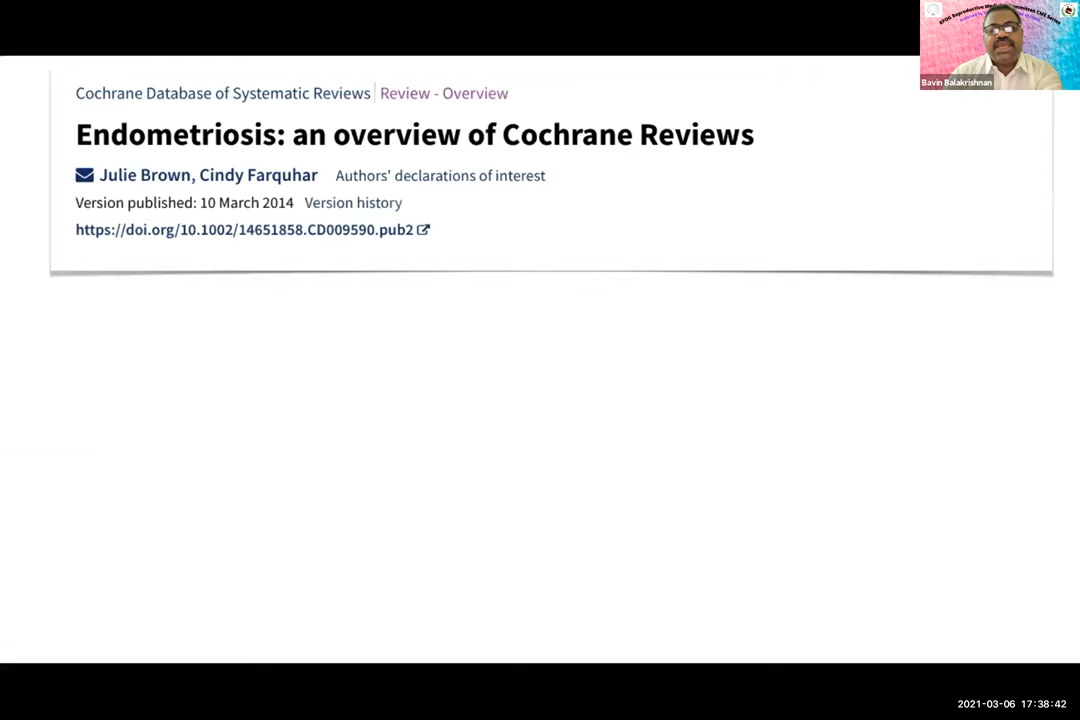 Cochrane Database of Systematic Reviews | Review - Overview
Endometriosis: an overview of Cochrane Reviews
Julie Brown, Cindy Farquhar Authors' declarations of interest
Version published: 10 March 2014 Version history
https://doi.org/10.1002/14651858.CD009590.pub2
Bavin Balakrishnan
2021-03-06 17:38:42